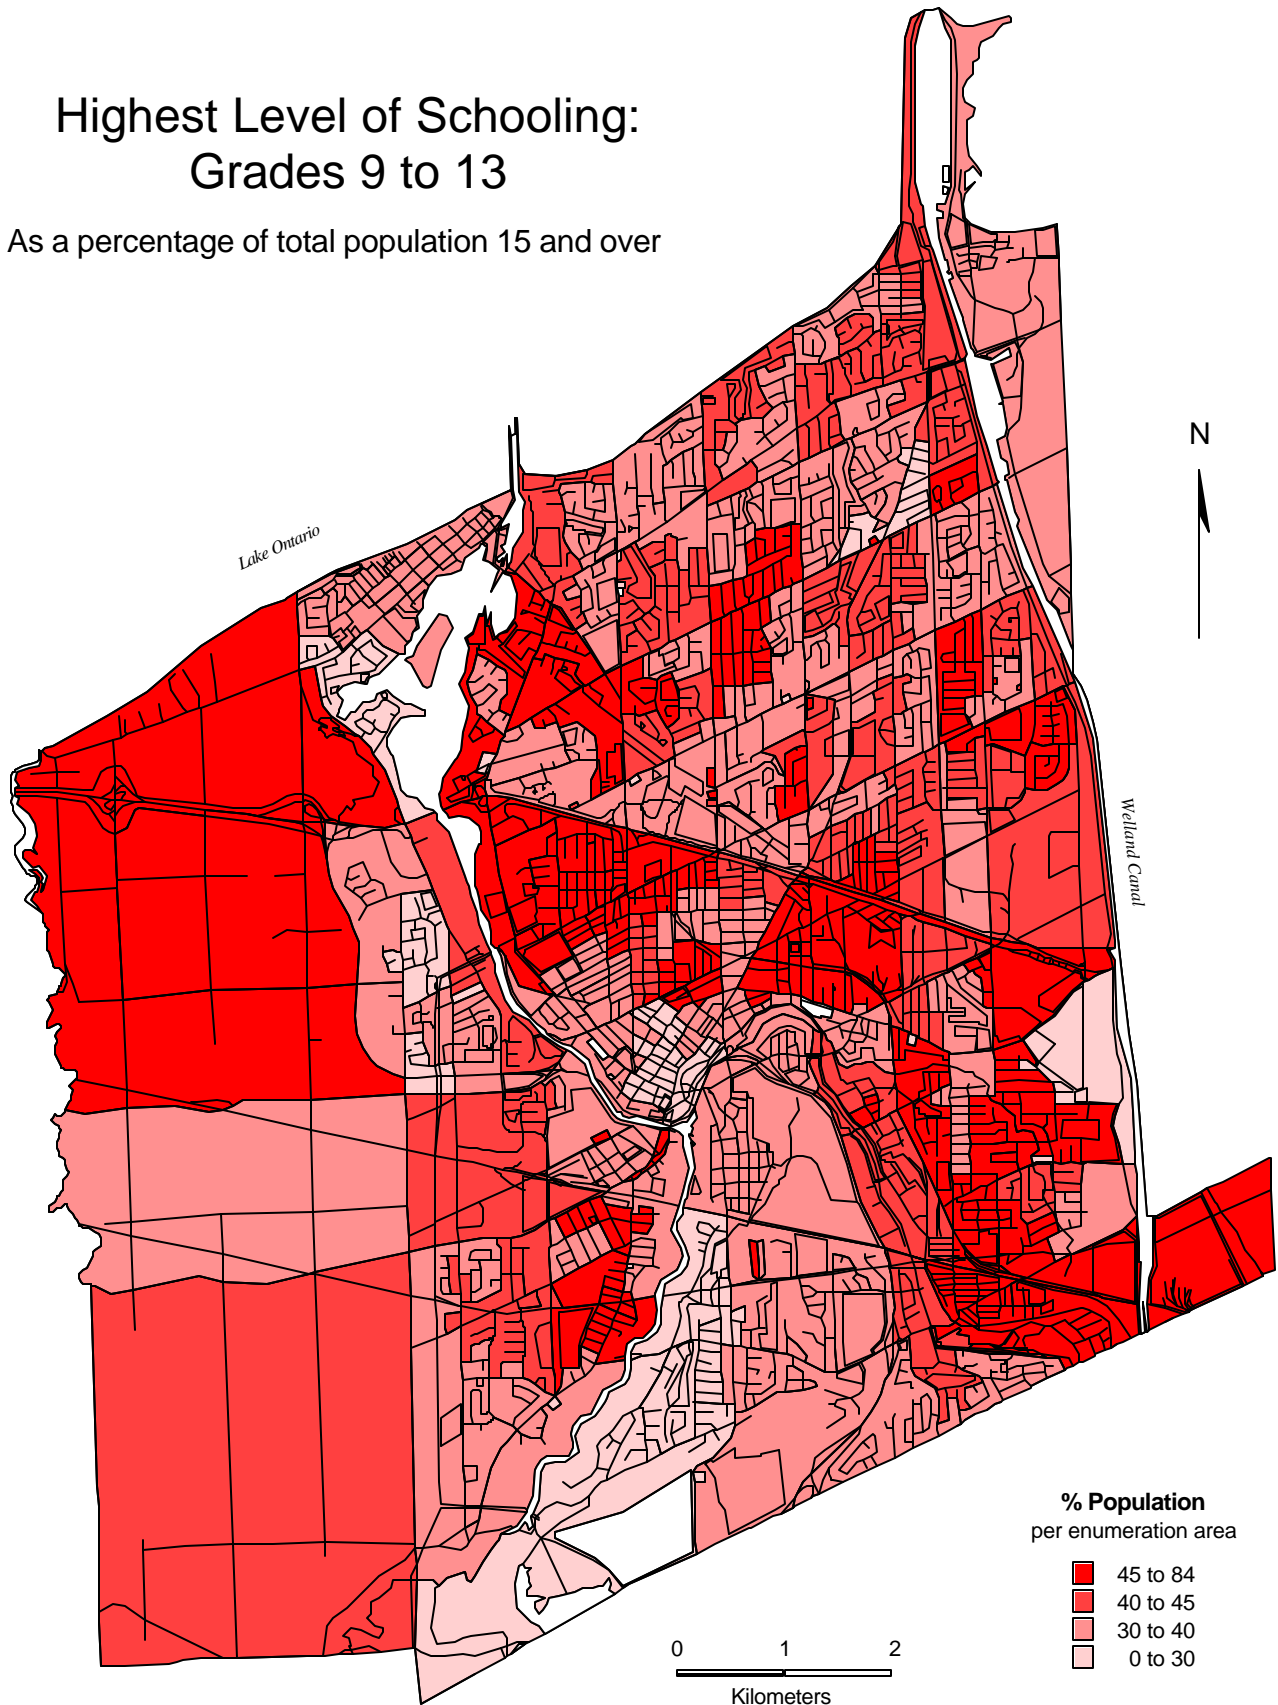 Highest Level of Schooling:
Grades 9 to 13
As a percentage of total population 15 and over
N
Lake Ontario
Welland Canal
% Population
per enumeration area
45 to 84
40 to 45
30 to 40
0 to 30
0 1 2
Kilometers